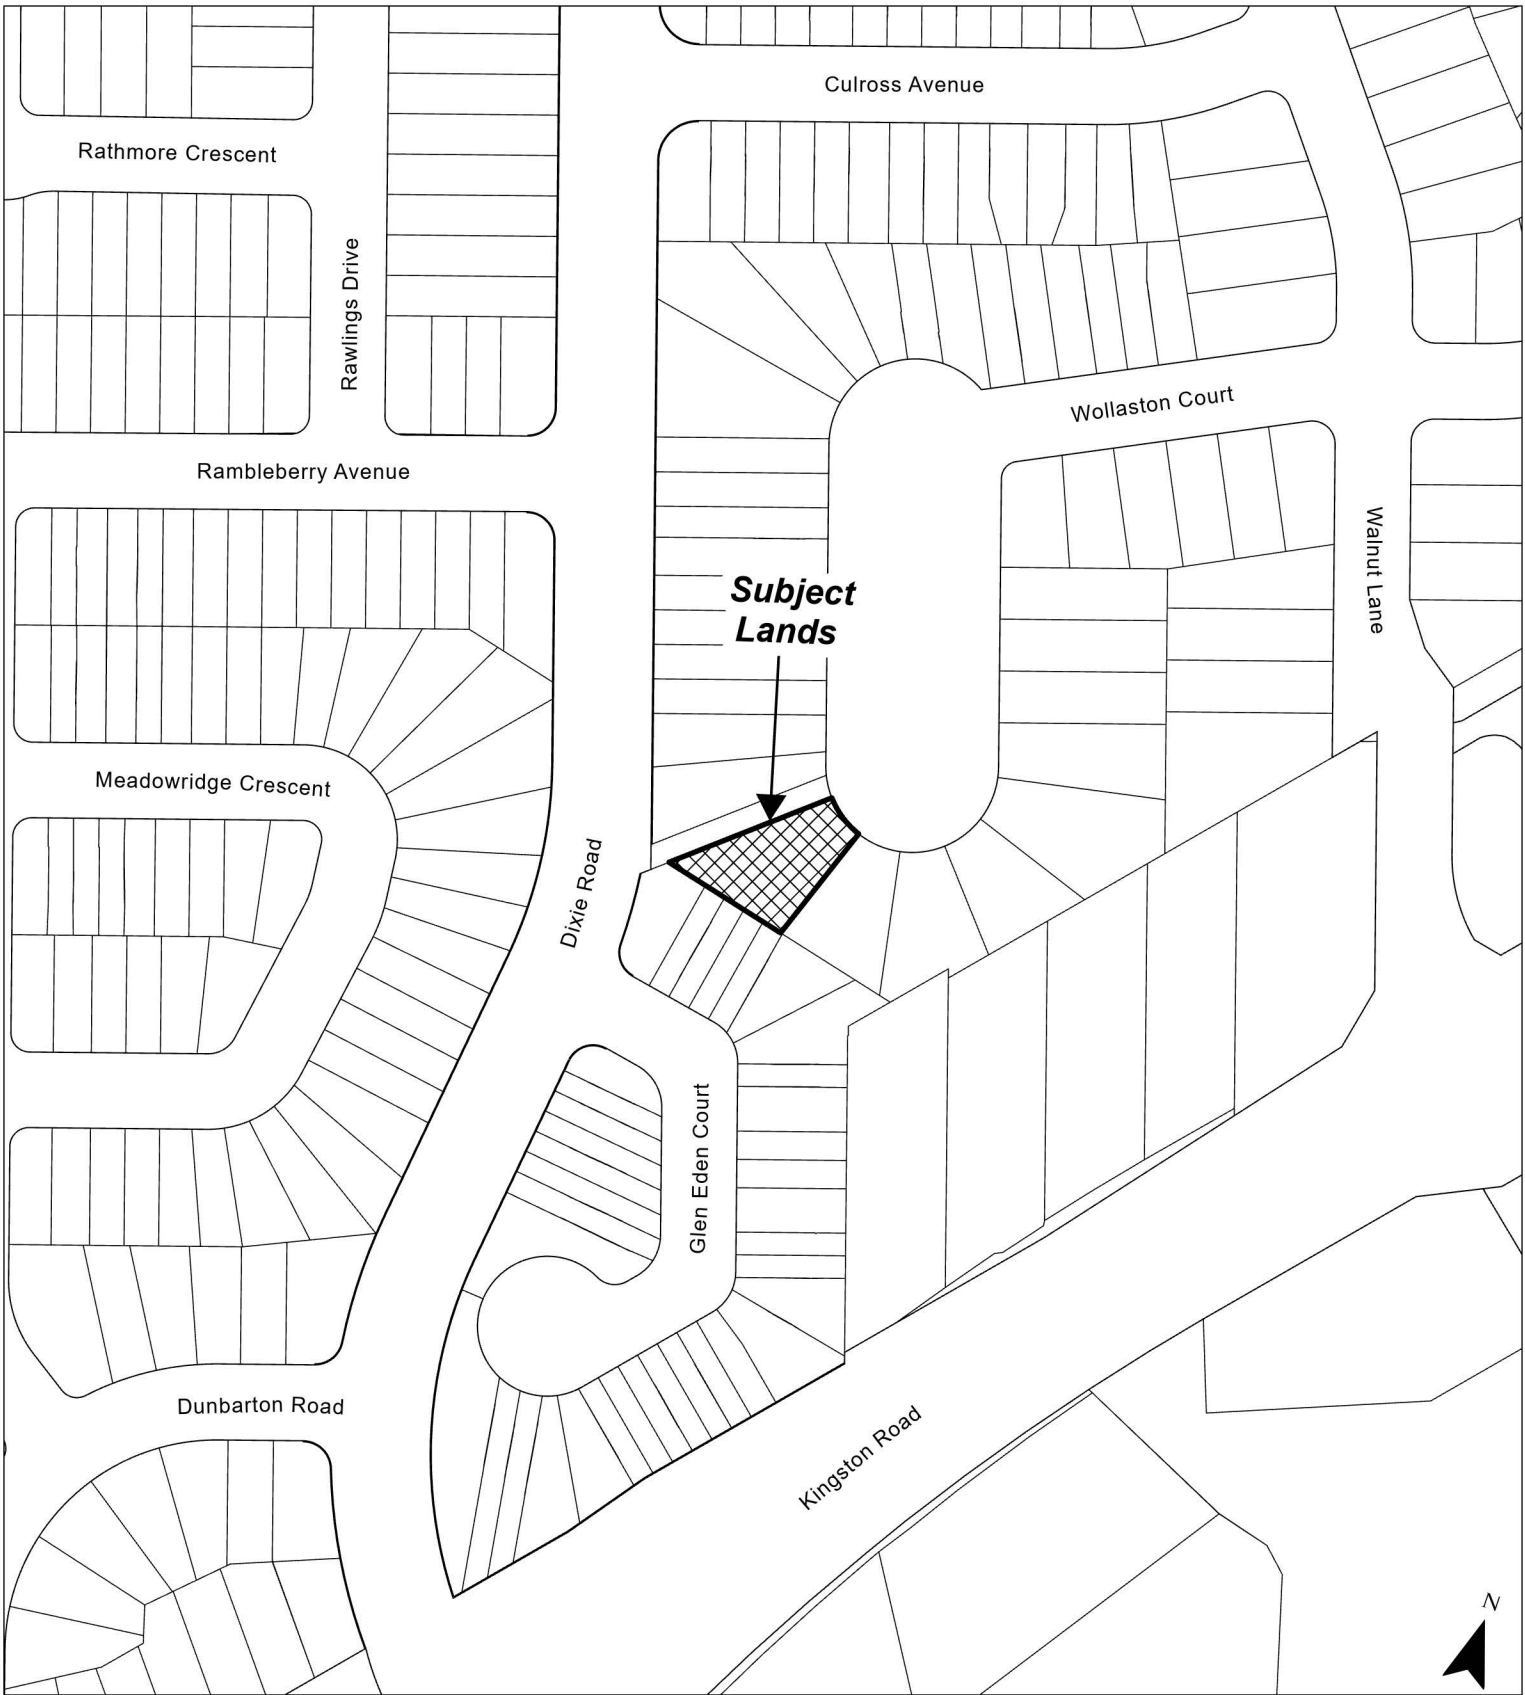 Culross Avenue
Rathmore Crescent
Rawlings Drive
Wollaston Court
Rambleberry Avenue
Walnut Lane
Subject
Lands
Meadowridge Crescent
Dixie Road
Glen Eden Court
Dunbarton Road
Kingston Road
N